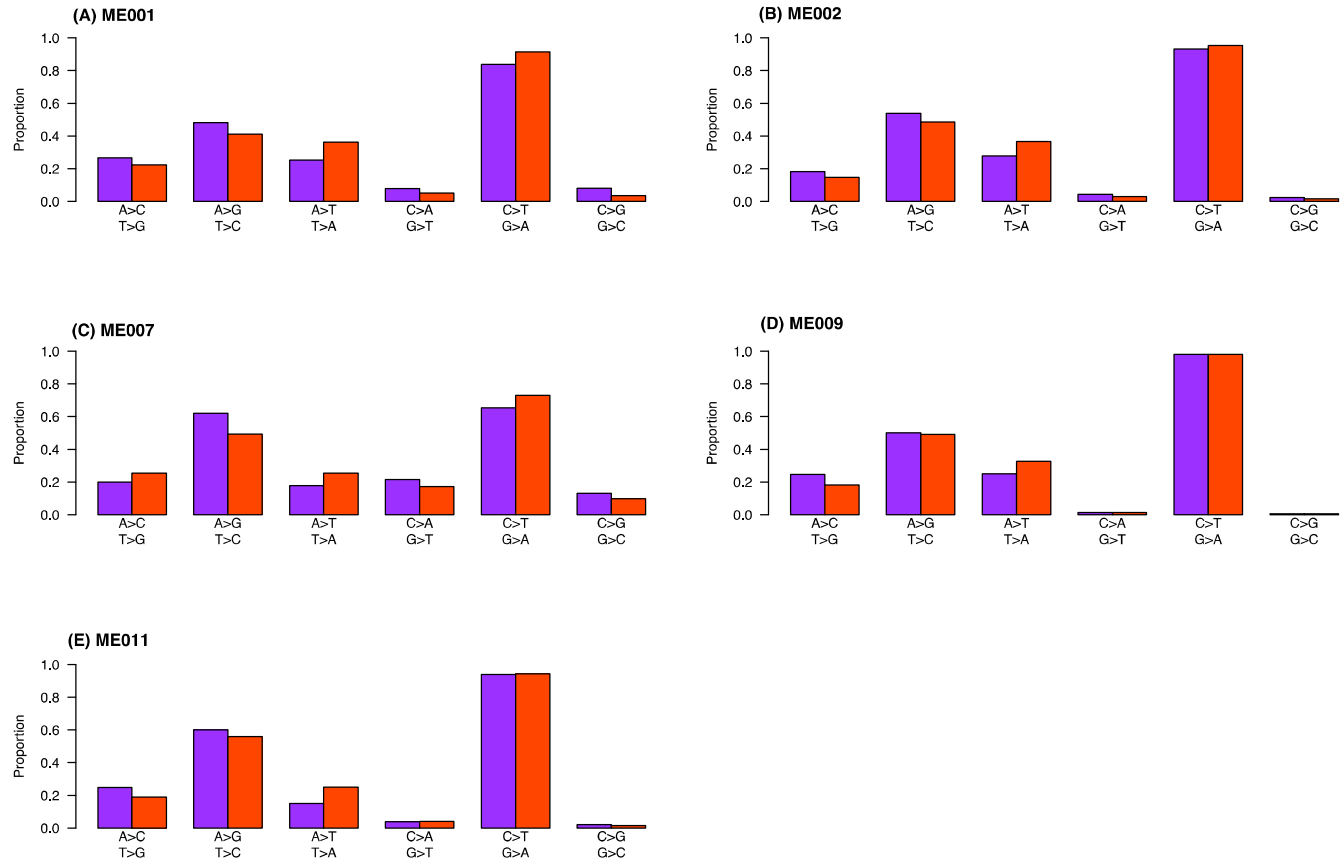 (A) ME001
1.0
0.8
0.6
0.4
0.2
0.0
Proportion
A>C A>G A>T C>A C>T C>G
T>G T>C T>A G>T G>A G>C
(B) ME002
1.0
0.8
0.6
0.4
0.2
0.0
Proportion
A>C A>G A>T C>A C>T C>G
T>G T>C T>A G>T G>A G>C
(C) ME007
1.0
0.8
0.6
0.4
0.2
0.0
Proportion
A>C A>G A>T C>A C>T C>G
T>G T>C T>A G>T G>A G>C
(D) ME009
1.0
0.8
0.6
0.4
0.2
0.0
Proportion
A>C A>G A>T C>A C>T C>G
T>G T>C T>A G>T G>A G>C
(E) ME011
1.0
0.8
0.6
0.4
0.2
0.0
Proportion
A>C A>G A>T C>A C>T C>G
T>G T>C T>A G>T G>A G>C